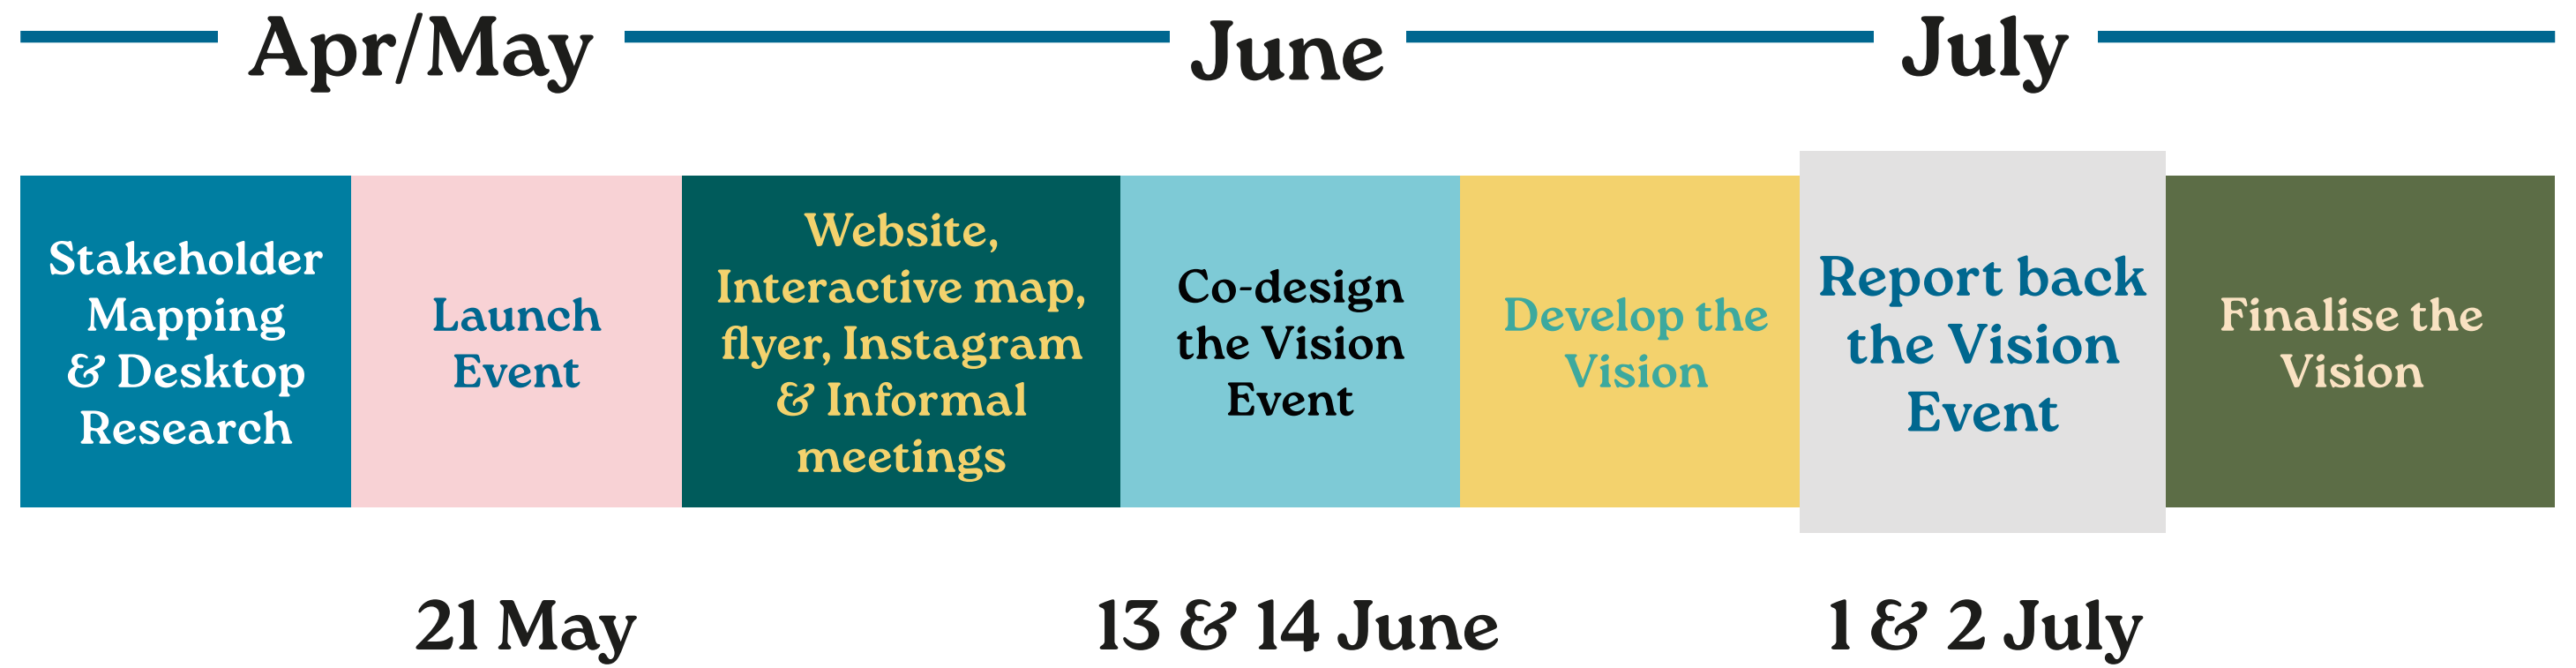 Apr/May
June
July
Stakeholder
Mapping
& Desktop
Research
Launch
Event
Website,
Interactive map,
flyer, Instagram
& Informal
meetings
Co-design
the Vision
Event
Develop the
Vision
Report back
the Vision
Event
Finalise the
Vision
21 May
13 & 14 June
1 & 2 July